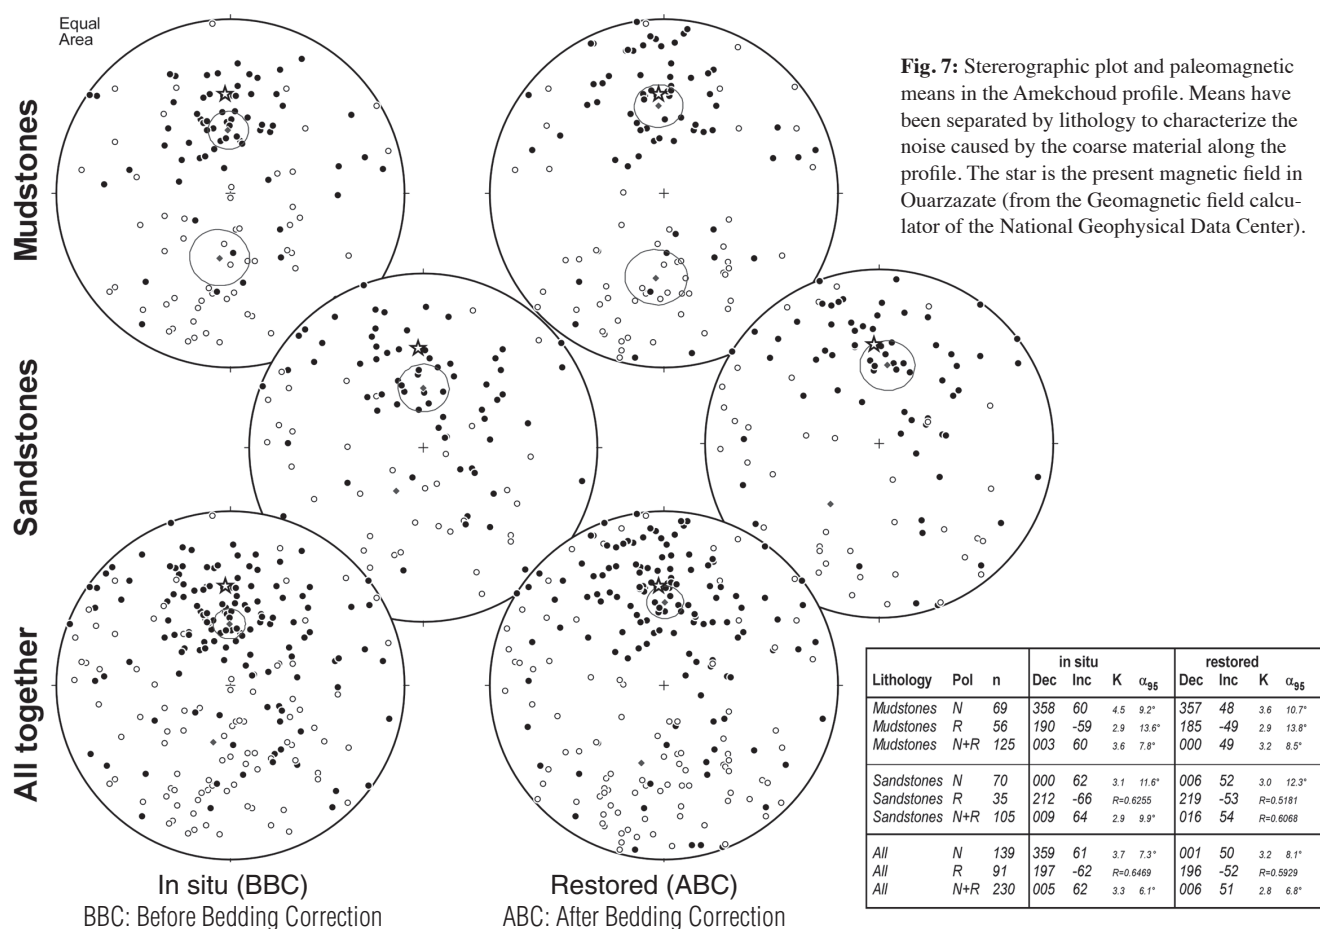 Equal
Area
Fig. 7: Stererographic plot and paleomagnetic
means in the Amekchoud profile. Means have
been separated by lithology to characterize the
noise caused by the coarse material along the
profile. The star is the present magnetic field in
Ouarzazate (from the Geomagnetic field calcu-
lator of the National Geophysical Data Center).
Mudstones
Sandstones
All together
In situ (BBC)
BBC: Before Bedding Correction
Restored (ABC)
ABC: After Bedding Correction
in situ restored
Lithology Pol n Dec Inc K α95 Dec Inc K α95
Mudstones N 69 358 60 4.5 9.2° 357 48 3.6 10.7°
Mudstones R 56 190 -59 2.9 13.6° 185 -49 2.9 13.8°
Mudstones N+R 125 003 60 3.6 7.8° 000 49 3.2 8.5°
Sandstones N 70 000 62 3.1 11.6° 006 52 3.0 12.3°
Sandstones R 35 212 -66 R=0.6255 219 -53 R=0.5181
Sandstones N+R 105 009 64 2.9 9.9° 016 54 R=0.6068
All N 139 359 61 3.7 7.3° 001 50 3.2 8.1°
All R 91 197 -62 R=0.6469 196 -52 R=0.5929
All N+R 230 005 62 3.3 6.1° 006 51 2.8 6.8°